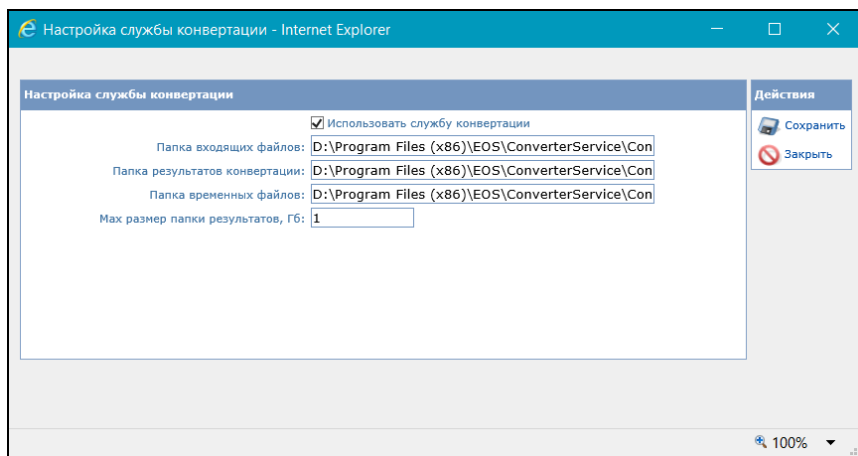 Настройка службы конвертации - Internet Explorer
Настройка службы конвертации
Действия
Использовать службу конвертации
Сохранить
Папка входящих файлов: D:\Program Files (x86)\EOS\ConverterService\Con
Закрыть
Папка результатов конвертации: D:\Program Files (x86)\EOS\ConverterService\Con
Папка временных файлов: D:\Program Files (x86)\EOS\ConverterService\Con
Мах размер папки результатов, Гб: 1
100%